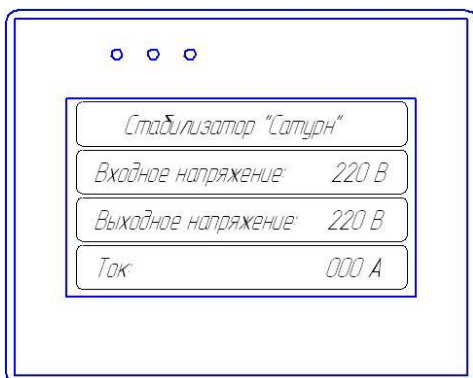 Стабилизатор "Сатурн"
Входное напряжение: 220 В
Выходное напряжение: 220 В
Ток: 000 А